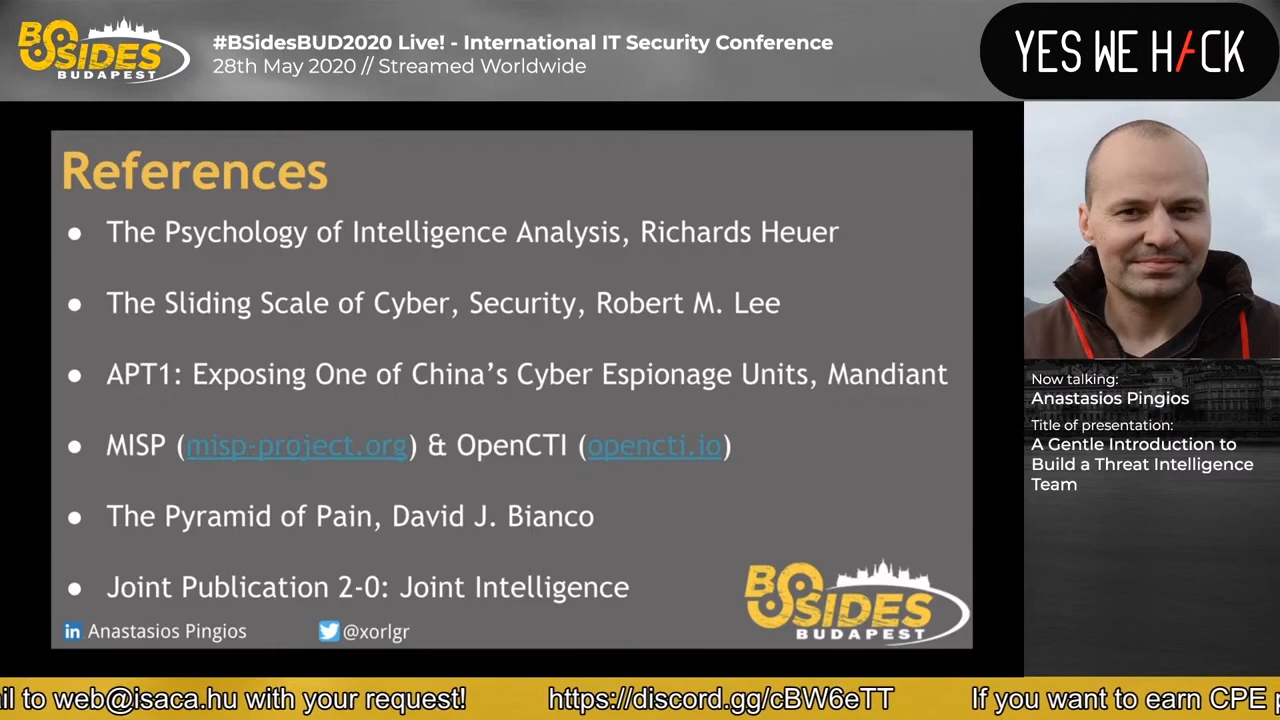 BSIDES
BUDAPEST
#BSidesBUD2020 Live! - International IT Security Conference
28th May 2020 // Streamed Worldwide
YES WE H/CK
References
● The Psychology of Intelligence Analysis, Richards Heuer
● The Sliding Scale of Cyber, Security, Robert M. Lee
● APT1: Exposing One of China’s Cyber Espionage Units, Mandiant
● MISP (misp-project.org) & OpenCTI (opencti.io)
● The Pyramid of Pain, David J. Bianco
● Joint Publication 2-0: Joint Intelligence
in Anastasios Pingios @xorlgr
BSIDES
BUDAPEST
Now talking:
Anastasios Pingios
Title of presentation:
A Gentle Introduction to
Build a Threat Intelligence
Team
il to web@isaca.hu with your request! https://discord.gg/cBW6eTT If you want to earn CPE p